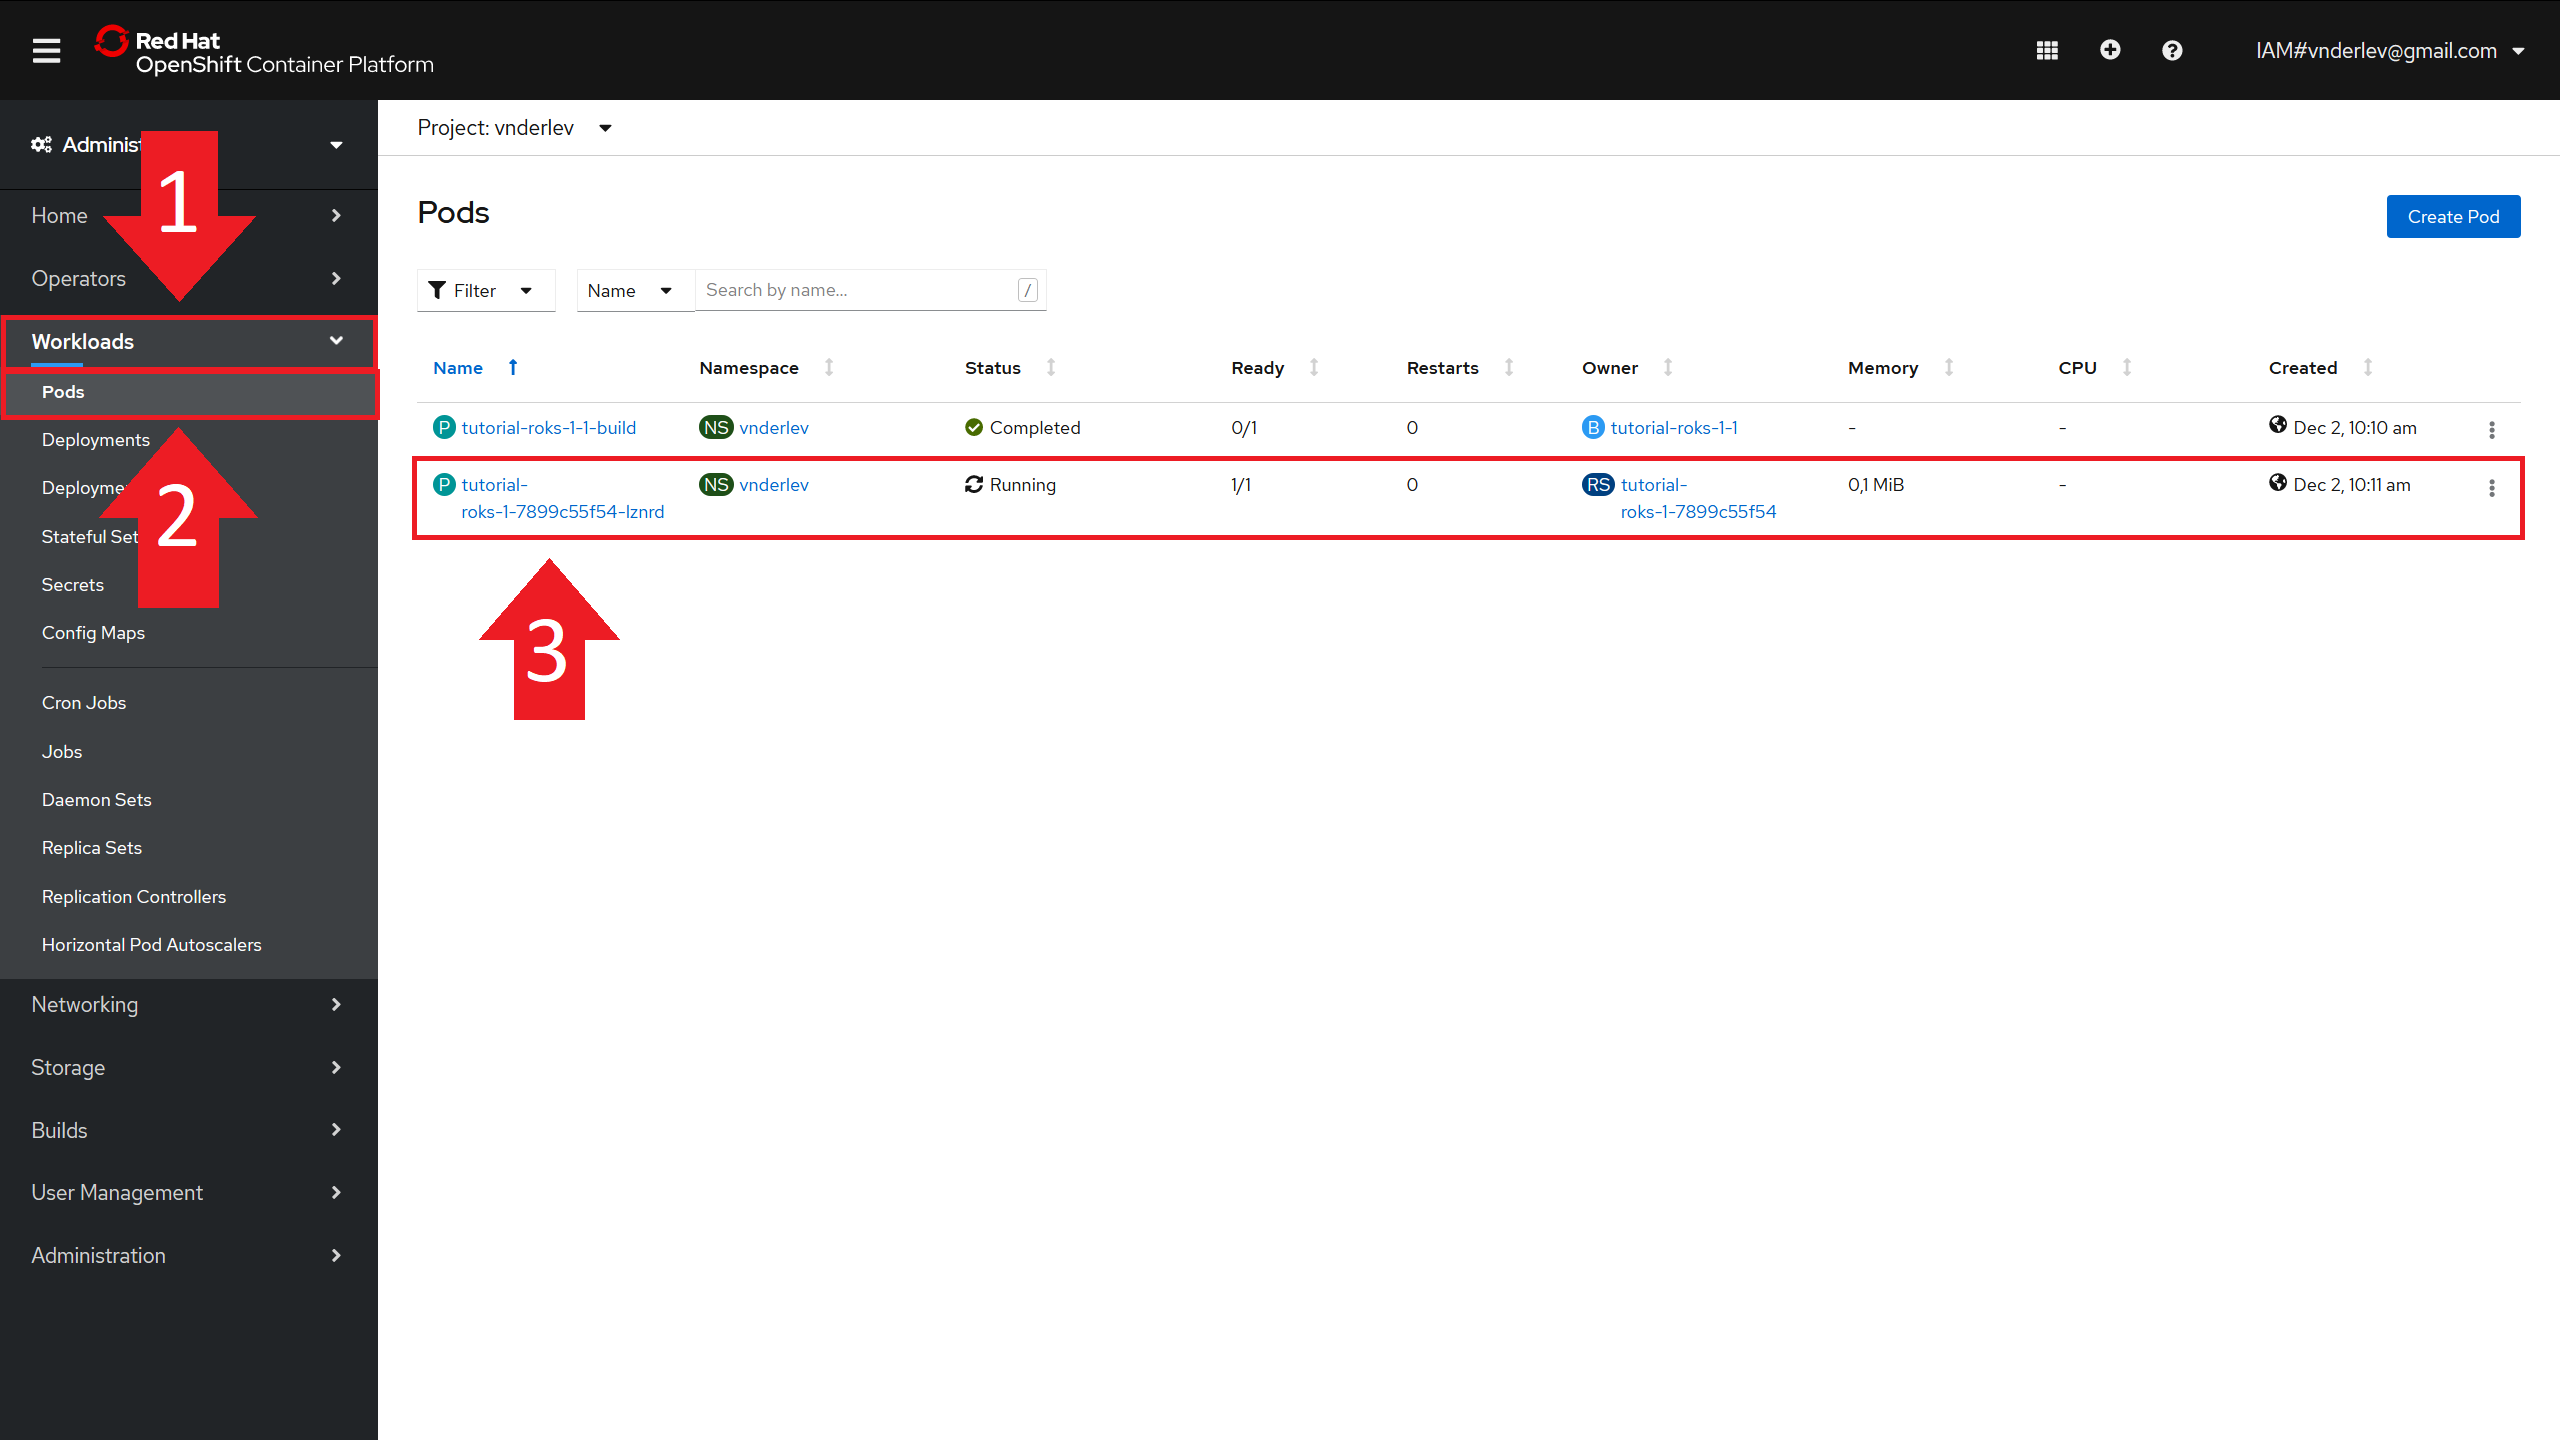 Red Hat
OpenShift Container Platform
IAM#vnderlev@gmail.com
Project: vnderlev
1
Home
Operators
Workloads
Pods
Deployments
2
Secrets
Config Maps
Cron Jobs
Jobs
Daemon Sets
Replica Sets
Replication Controllers
Horizontal Pod Autoscalers
Networking
Storage
Builds
User Management
Administration
Pods
Create Pod
Filter Name Search by name... /
Name Namespace Status Ready Restarts Owner Memory CPU Created
P tutorial-roks-1-1-build NS vnderlev Completed 0/1 0 B tutorial-roks-1-1 - - Dec 2, 10:10 am
P tutorial- NS vnderlev Running 1/1 0 RS tutorial- 0,1 MiB - Dec 2, 10:11 am
roks-1-7899c55f54-lznrd roks-1-7899c55f54
3